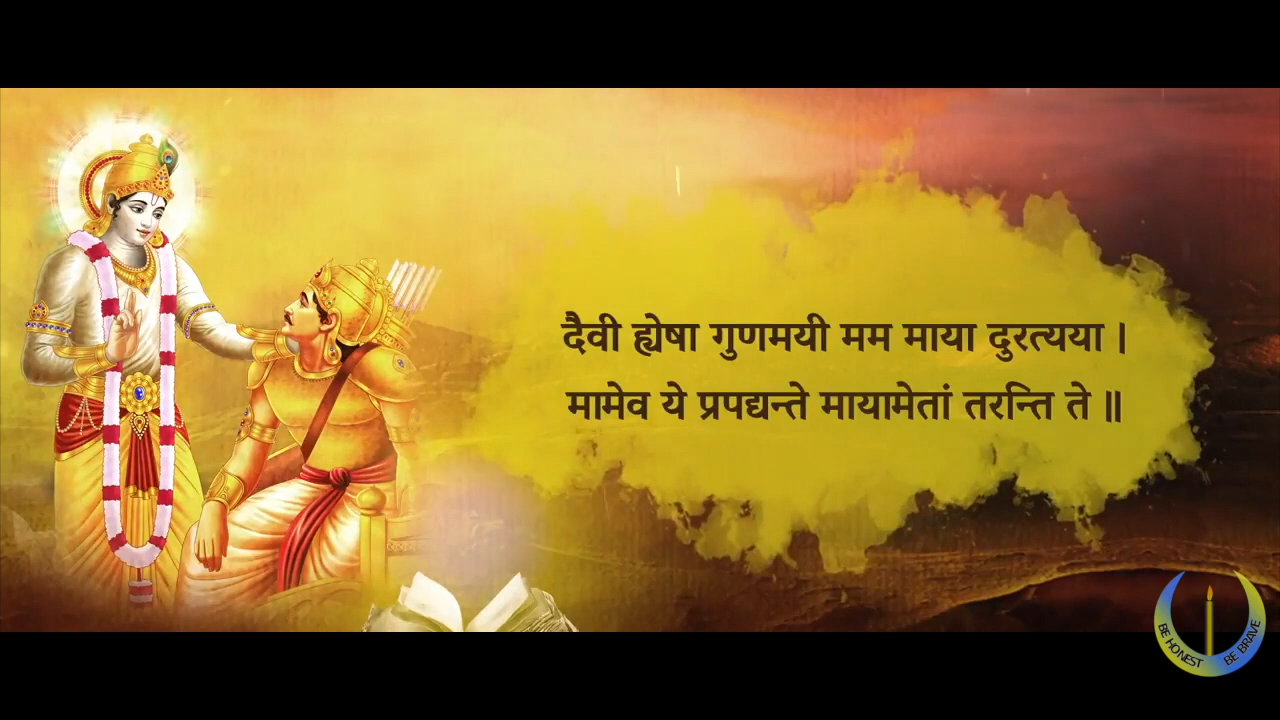 दैवी ह्येषा गुणमयी मम माया दुरत्यया ।
मामेव ये प्रपद्यन्ते मायामेतां तरन्ति ते ॥
BE HONEST BE BRAVE